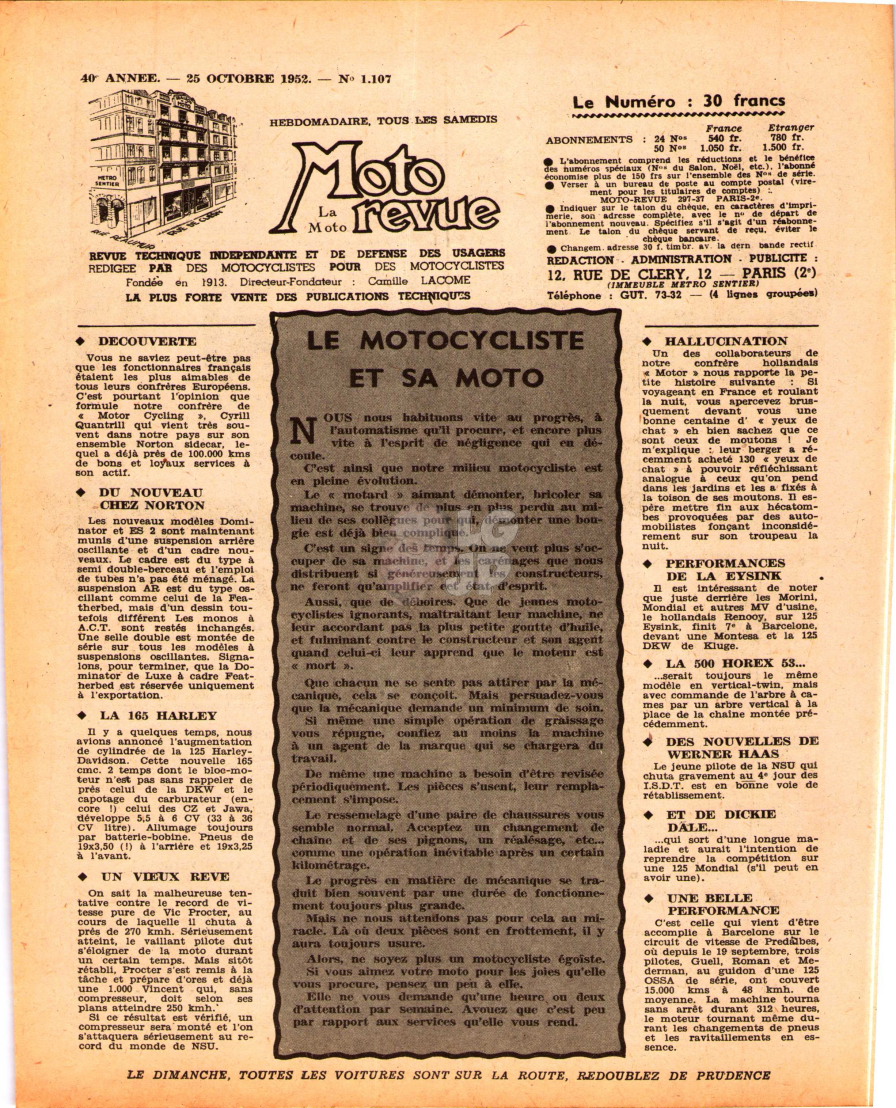 40e ANNEE. — 25 OCTOBRE 1952. — No 1.107
METRO
SENTIER
RUE DE CLERY
HEBDOMADAIRE, TOUS LES SAMEDIS
La Moto
Moto
revue
REVUE TECHNIQUE INDEPENDANTE ET DE DEFENSE DES USAGERS
REDIGEE PAR DES MOTOCYCLISTES POUR DES MOTOCYCLISTES
Fondée en 1913. Directeur-Fondateur : Camille LACOME
LA PLUS FORTE VENTE DES PUBLICATIONS TECHNIQUES
Le Numéro : 30 francs
France Etranger
ABONNEMENTS : 24 Nos 540 fr. 780 fr.
50 Nos 1.050 fr. 1.500 fr.
● L'abonnement comprend les réductions et le bénéfice
des numéros spéciaux (Nos du Salon, Noël, etc.), l'abonné
économise plus de 150 frs sur l'ensemble des Nos de série.
● Verser à un bureau de poste au compte postal (vire-
ment pour les titulaires de comptes) :
MOTO-REVUE 297-37 PARIS-2e.
● Indiquer sur le talon du chèque, en caractères d'impri-
merie, son adresse complète, avec le no de départ de
l'abonnement nouveau. Spécifiez s'il s'agit d'un réabonne-
ment. Le talon du chèque servant de reçu, éviter le
chèque bancaire.
● Changem. adresse 30 f. timbr. av. la dern bande rectif
REDACTION - ADMINISTRATION - PUBLICITE :
12, RUE DE CLERY, 12 — PARIS (2e)
(IMMEUBLE METRO SENTIER)
Téléphone : GUT. 73-32 — (4 lignes groupées)
◆ DECOUVERTE
Vous ne saviez peut-être pas
que les fonctionnaires français
étaient les plus aimables de
tous leurs confrères Européens.
C'est pourtant l'opinion que
formule notre confrère de
« Motor Cycling », Cyrill
Quantrill qui vient très sou-
vent dans notre pays sur son
ensemble Norton sidecar, le-
quel a déjà près de 100.000 kms
de bons et loyaux services à
son actif.
◆ DU NOUVEAU
CHEZ NORTON
Les nouveaux modèles Domi-
nator et ES 2 sont maintenant
munis d'une suspension arrière
oscillante et d'un cadre nou-
veaux. Le cadre est du type à
semi double-berceau et l'emploi
de tubes n'a pas été ménagé. La
suspension AR est du type os-
cillant comme celui de la Fea-
therbed, mais d'un dessin tou-
tefois différent Les monos à
A.C.T. sont restés inchangés.
Une selle double est montée de
série sur tous les modèles à
suspensions oscillantes. Signa-
lons, pour terminer, que la Do-
minator de Luxe à cadre Feat-
herbed est réservée uniquement
à l'exportation.
◆ LA 165 HARLEY
Il y a quelques temps, nous
avions annoncé l'augmentation
de cylindrée de la 125 Harley-
Davidson. Cette nouvelle 165
cmc. 2 temps dont le bloc-mo-
teur n'est pas sans rappeler de
près celui de la DKW et le
capotage du carburateur (en-
core !) celui des CZ et Jawa,
développe 5,5 à 6 CV (33 à 36
CV litre). Allumage toujours
par batterie-bobine. Pneus de
19x3,50 (!) à l'arrière et 19x3,25
à l'avant.
◆ UN VIEUX REVE
On sait la malheureuse ten-
tative contre le record de vi-
tesse pure de Vic Procter, au
cours de laquelle il chuta à
près de 270 kmh. Sérieusement
atteint, le vaillant pilote dut
s'éloigner de la moto durant
un certain temps. Mais sitôt
rétabli, Procter s'est remis à la
tâche et prépare d'ores et déjà
une 1.000 Vincent qui, sans
compresseur, doit selon ses
plans atteindre 250 kmh.
Si ce résultat est vérifié, un
compresseur sera monté et l'on
s'attaquera sérieusement au re-
cord du monde de NSU.
LE MOTOCYCLISTE
ET SA MOTO
NOUS nous habituons vite au progrès, à
l'automatisme qu'il procure, et encore plus
vite à l'esprit de négligence qui en dé-
coule.
C'est ainsi que notre milieu motocycliste est
en pleine évolution.
Le « motard » aimant démonter, bricoler sa
machine, se trouve de plus en plus perdu au mi-
lieu de ses collègues pour qui, démonter une bou-
gie est déjà bien compliqué.
C'est un signe des temps. On ne veut plus s'oc-
cuper de sa machine, et les carénages que nous
distribuent si généreusement les constructeurs,
ne feront qu'amplifier cet état d'esprit.
Aussi, que de déboires. Que de jeunes moto-
cyclistes ignorants, maltraitant leur machine, ne
leur accordant pas la plus petite goutte d'huile,
et fulminant contre le constructeur et son agent
quand celui-ci leur apprend que le moteur est
« mort ».
Que chacun ne se sente pas attirer par la mé-
canique, cela se conçoit. Mais persuadez-vous
que la mécanique demande un minimum de soin.
Si même une simple opération de graissage
vous répugne, confiez au moins la machine
à un agent de la marque qui se chargera du
travail.
De même une machine a besoin d'être revisée
périodiquement. Les pièces s'usent, leur rempla-
cement s'impose.
Le ressemelage d'une paire de chaussures vous
semble normal. Acceptez un changement de
chaîne et de ses pignons, un réalésage, etc...
comme une opération inévitable après un certain
kilométrage.
Le progrès en matière de mécanique se tra-
duit bien souvent par une durée de fonctionne-
ment toujours plus grande.
Mais ne nous attendons pas pour cela au mi-
racle. Là où deux pièces sont en frottement, il y
aura toujours usure.
Alors, ne soyez plus un motocycliste égoïste.
Si vous aimez votre moto pour les joies qu'elle
vous procure, pensez un peu à elle.
Elle ne vous demande qu'une heure ou deux
d'attention par semaine. Avouez que c'est peu
par rapport aux services qu'elle vous rend.
◆ HALLUCINATION
Un des collaborateurs de
notre confrère hollandais
« Motor » nous rapporte la pe-
tite histoire suivante : Si
voyageant en France et roulant
la nuit, vous apercevez brus-
quement devant vous une
bonne centaine d' « yeux de
chat » eh bien sachez que ce
sont ceux de moutons ! Je
m'explique : leur berger a ré-
cemment acheté 130 « yeux de
chat » à pouvoir réfléchissant
analogue à ceux qu'on pend
dans les jardins et les a fixés à
la toison de ses moutons. Il es-
père mettre fin aux hécatom-
bes provoquées par des auto-
mobilistes fonçant inconsidé-
rement sur son troupeau la
nuit.
◆ PERFORMANCES
DE LA EYSINK
Il est intéressant de noter
que juste derrière les Morini,
Mondial et autres MV d'usine,
le hollandais Renooy, sur 125
Eysink, finit 7e à Barcelone,
devant une Montesa et la 125
DKW de Kluge.
◆ LA 500 HOREX 53...
...serait toujours le même
modèle en vertical-twin, mais
avec commande de l'arbre à ca-
mes par un arbre vertical à la
place de la chaine montée pré-
cédemment.
◆ DES NOUVELLES DE
WERNER HAAS
Le jeune pilote de la NSU qui
chuta gravement au 4e jour des
I.S.D.T. est en bonne voie de
rétablissement.
◆ ET DE DICKIE
DALE...
...qui sort d'une longue ma-
ladie et aurait l'intention de
reprendre la compétition sur
une 125 Mondial (s'il peut en
avoir une).
◆ UNE BELLE
PERFORMANCE
C'est celle qui vient d'être
accomplie à Barcelone sur le
circuit de vitesse de Predalbes,
où depuis le 19 septembre, trois
pilotes, Guell, Roman et Me-
derman, au guidon d'une 125
OSSA de série, ont couvert
15.000 kms à 48 kmh. de
moyenne. La machine tourna
sans arrêt durant 312 heures,
le moteur tournant même du-
rant les changements de pneus
et les ravitaillements en es-
sence.
LE DIMANCHE, TOUTES LES VOITURES SONT SUR LA ROUTE, REDOUBLEZ DE PRUDENCE